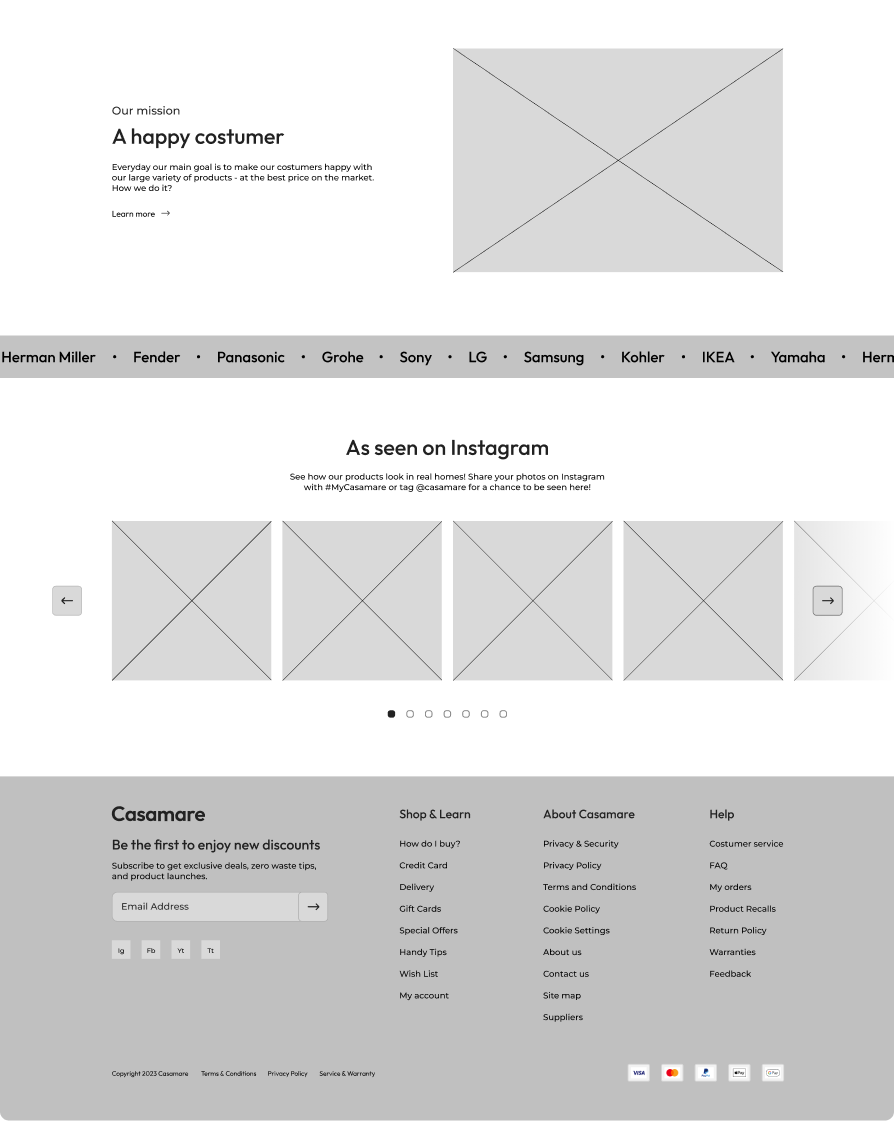 Our mission
A happy costumer
Everyday our main goal is to make our costumers happy with
our large variety of products - at the best price on the market.
How we do it?
Learn more →
Herman Miller • Fender • Panasonic • Grohe • Sony • LG • Samsung • Kohler • IKEA • Yamaha • Herm
As seen on Instagram
See how our products look in real homes! Share your photos on Instagram
with #MyCasamare or tag @casamare for a chance to be seen here!
Casamare
Be the first to enjoy new discounts
Subscribe to get exclusive deals, zero waste tips,
and product launches.
Email Address
Ig Fb Yt Tt
Shop & Learn
How do I buy?
Credit Card
Delivery
Gift Cards
Special Offers
Handy Tips
Wish List
My account
About Casamare
Privacy & Security
Privacy Policy
Terms and Conditions
Cookie Policy
Cookie Settings
About us
Contact us
Site map
Suppliers
Help
Costumer service
FAQ
My orders
Product Recalls
Return Policy
Warranties
Feedback
Copyright 2023 Casamare Terms & Conditions Privacy Policy Service & Warranty
VISA PayPal Pay G Pay